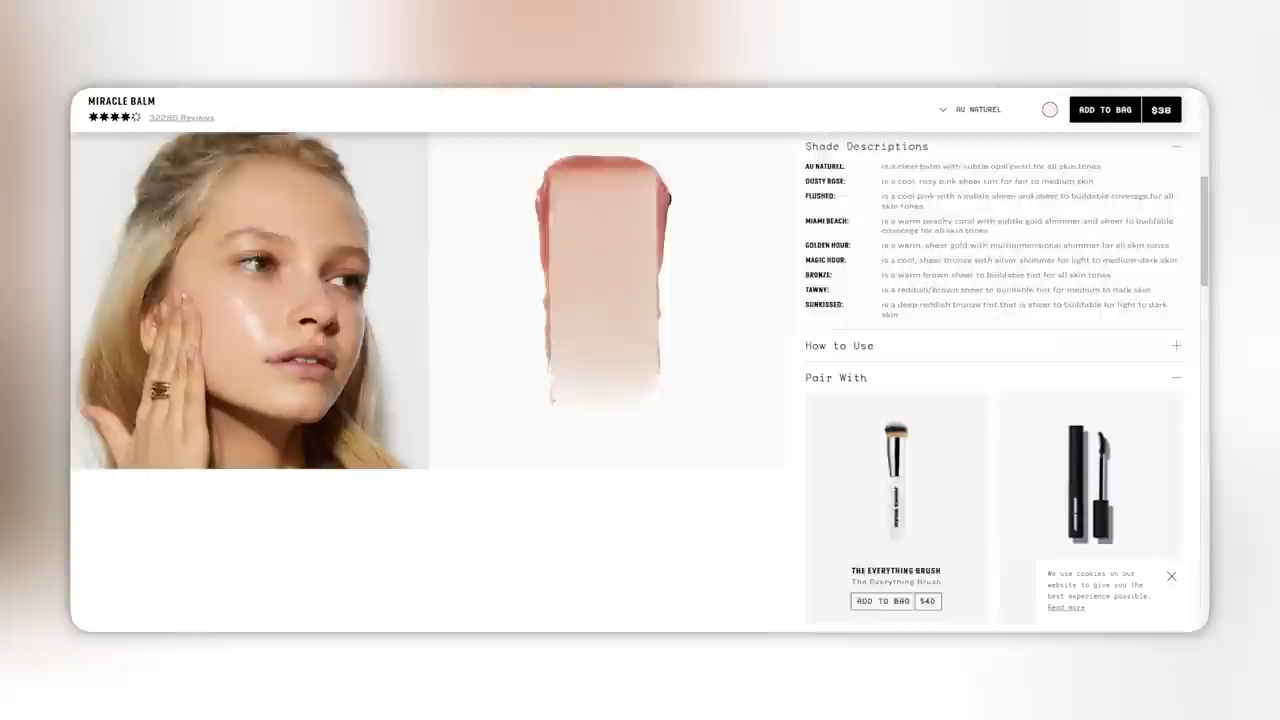 MIRACLE BALM
32286 Reviews
AU NATUREL
ADD TO BAG
$38
Shade Descriptions
AU NATUREL: is a clear balm with subtle opal pearl for all skin tones
DUSTY ROSE: is a cool, rosy pink sheer tint for fair to medium skin
FLUSHED: is a cool pink with a subtle sheen and sheer to buildable coverage for all
skin tones
MIAMI BEACH: is a warm peachy coral with subtle gold shimmer and sheer to buildable
coverage for all skin tones
GOLDEN HOUR: is a warm, sheer gold with multidimensional shimmer for all skin tones
MAGIC HOUR: is a cool, sheer bronze with silver shimmer for light to medium-dark skin
BRONZE: is a warm brown sheer to buildable tint for all skin tones
TAWNY: is a reddish/brown sheer to buildable tint for medium to dark skin
SUNKISSED: is a deep reddish bronze tint that is sheer to buildable for light to dark
skin
How to Use
Pair With
THE EVERYTHING BRUSH
The Everything Brush
ADD TO BAG $40
We use cookies on our
website to give you the
best experience possible.
Read more